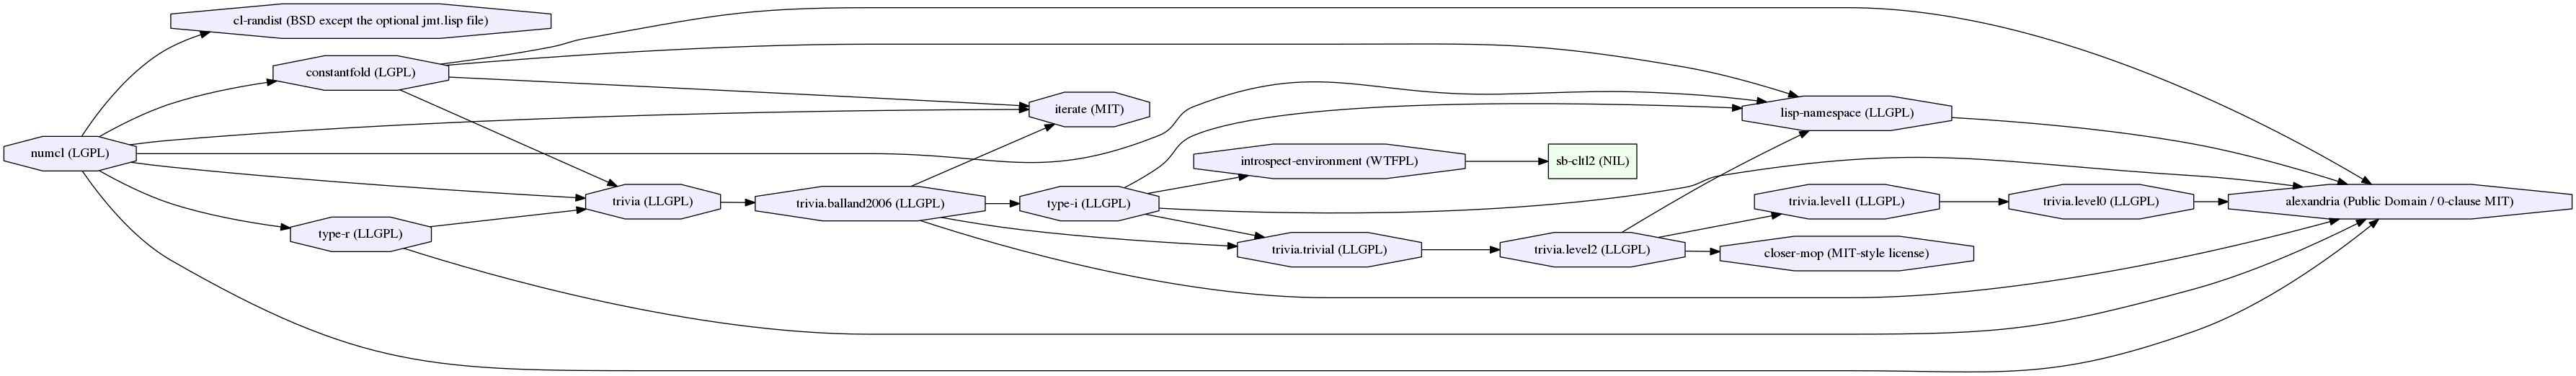 cl-randist (BSD except the optional jmt.lisp file)
constantfold (LGPL)
iterate (MIT)
lisp-namespace (LLGPL)
numcl (LGPL)
introspect-environment (WTFPL)
sb-cltl2 (NIL)
trivia (LLGPL)
trivia.balland2006 (LLGPL)
type-i (LLGPL)
trivia.level1 (LLGPL)
trivia.level0 (LLGPL)
alexandria (Public Domain / 0-clause MIT)
type-r (LLGPL)
trivia.trivial (LLGPL)
trivia.level2 (LLGPL)
closer-mop (MIT-style license)